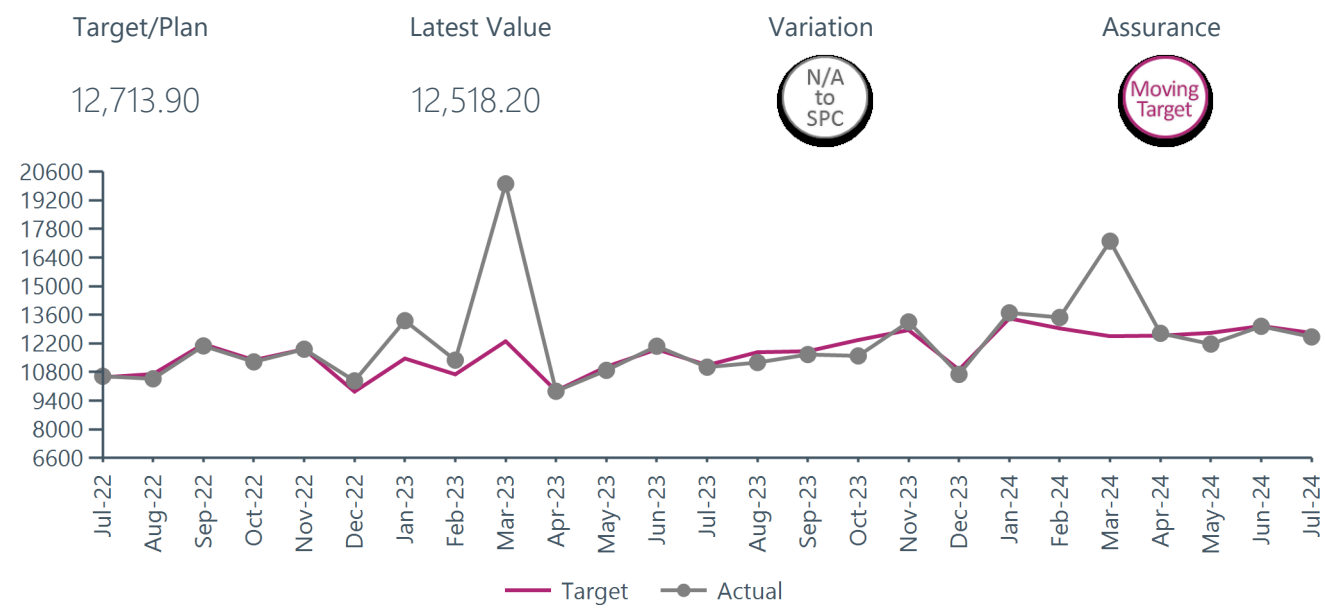 Target/Plan
Latest Value
Variation
Assurance
12,713.90
12,518.20
N/A
to
SPC
Moving
Target
20600
19200
17800
16400
15000
13600
12200
10800
9400
8000
6600
Jul-22
Aug-22
Sep-22
Oct-22
Nov-22
Dec-22
Jan-23
Feb-23
Mar-23
Apr-23
May-23
Jun-23
Jul-23
Aug-23
Sep-23
Oct-23
Nov-23
Dec-23
Jan-24
Feb-24
Mar-24
Apr-24
May-24
Jun-24
Jul-24
Target
Actual